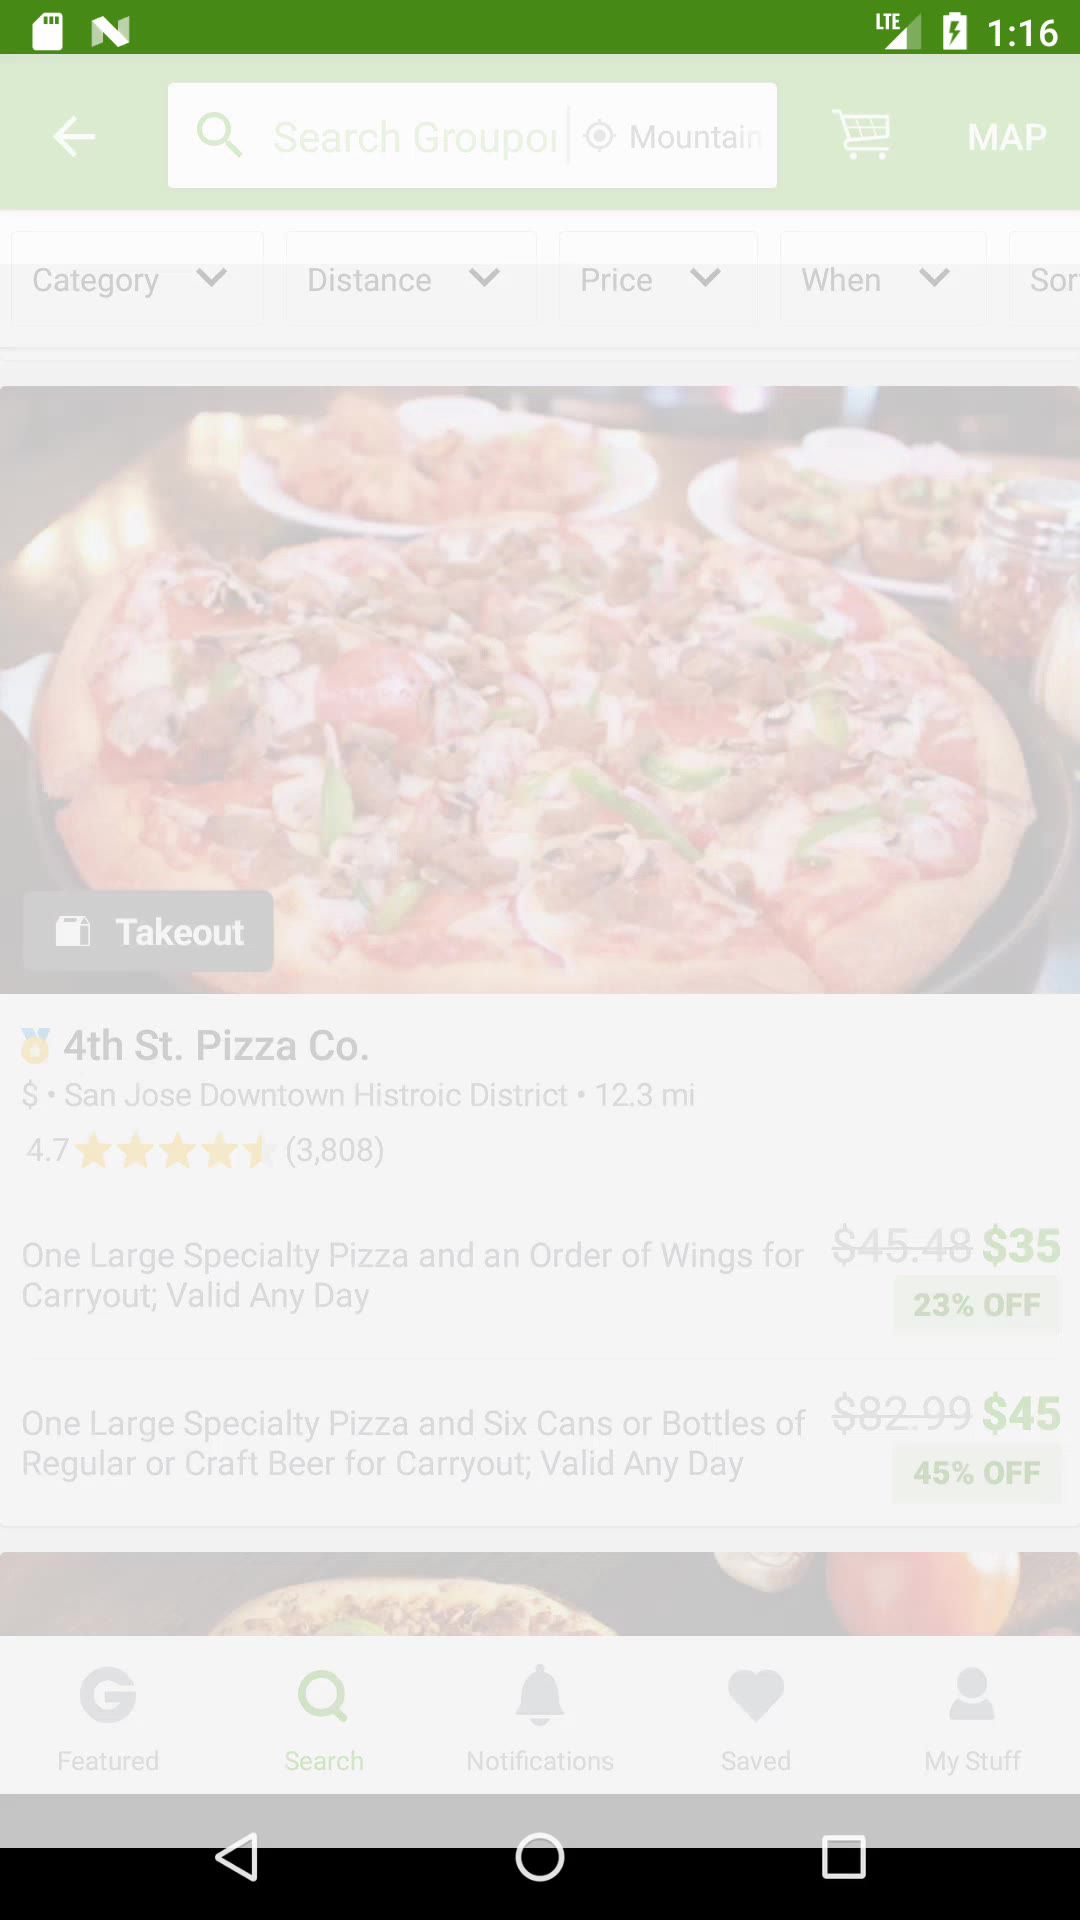 LTE 1:16
Search Groupon Mountain MAP
Category Distance Price When Sor
Takeout
4th St. Pizza Co.
$ • San Jose Downtown Histroic District • 12.3 mi
4.7 (3,808)
One Large Specialty Pizza and an Order of Wings for $45.48 $35
Carryout; Valid Any Day 23% OFF
One Large Specialty Pizza and Six Cans or Bottles of $82.99 $45
Regular or Craft Beer for Carryout; Valid Any Day 45% OFF
Featured Search Notifications Saved My Stuff